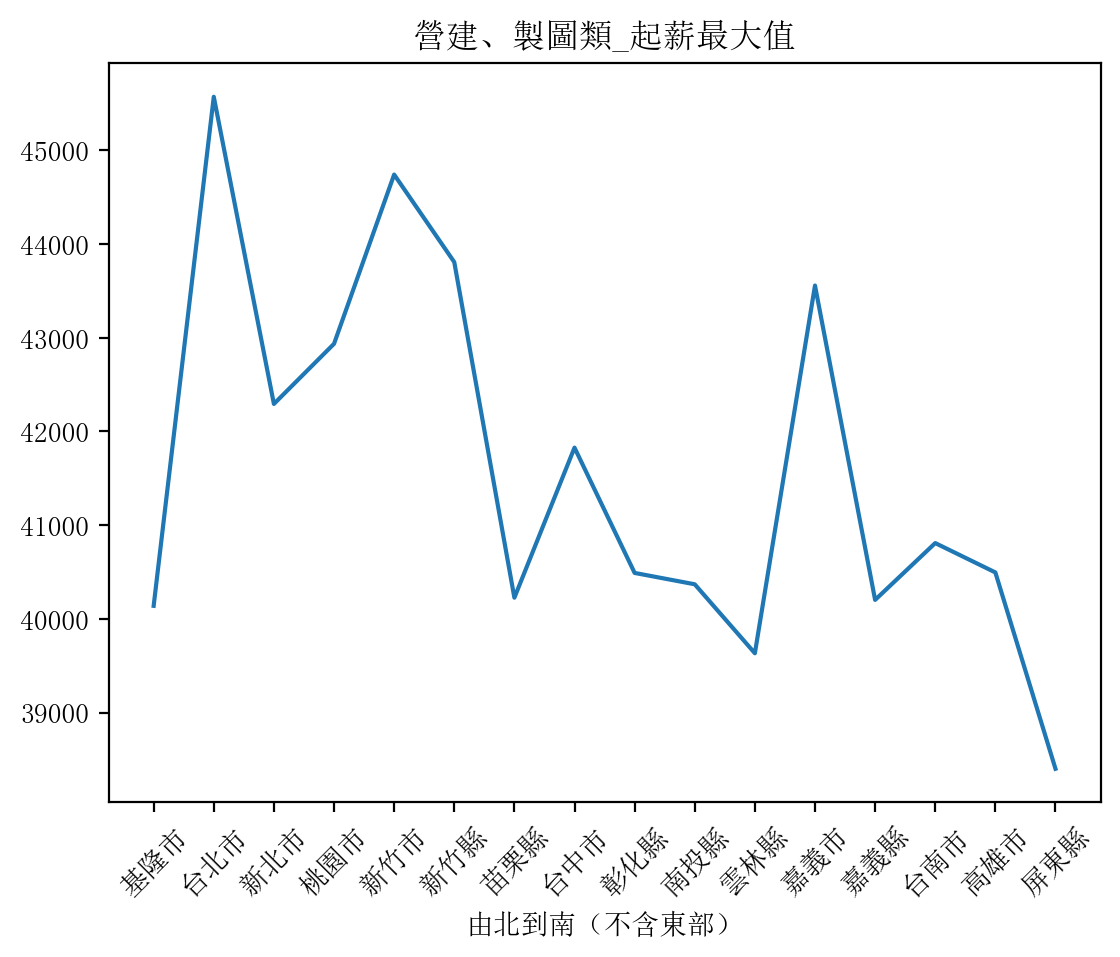 營建、製圖類_起薪最大值
45000
44000
43000
42000
41000
40000
39000
基隆市
台北市
新北市
桃園市
新竹市
新竹縣
苗栗縣
台中市
彰化縣
南投縣
雲林縣
嘉義市
嘉義縣
台南市
高雄市
屏東縣
由北到南（不含東部）